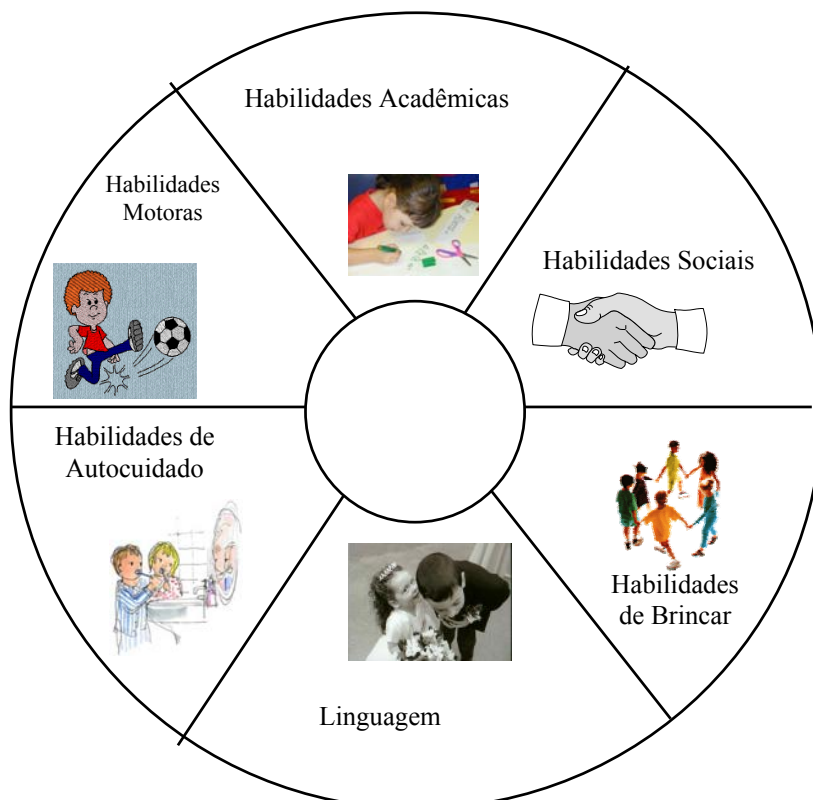 Habilidades Acadêmicas
Habilidades
Motoras
Habilidades Sociais
Habilidades de
Autocuidado
Habilidades
de Brincar
Linguagem